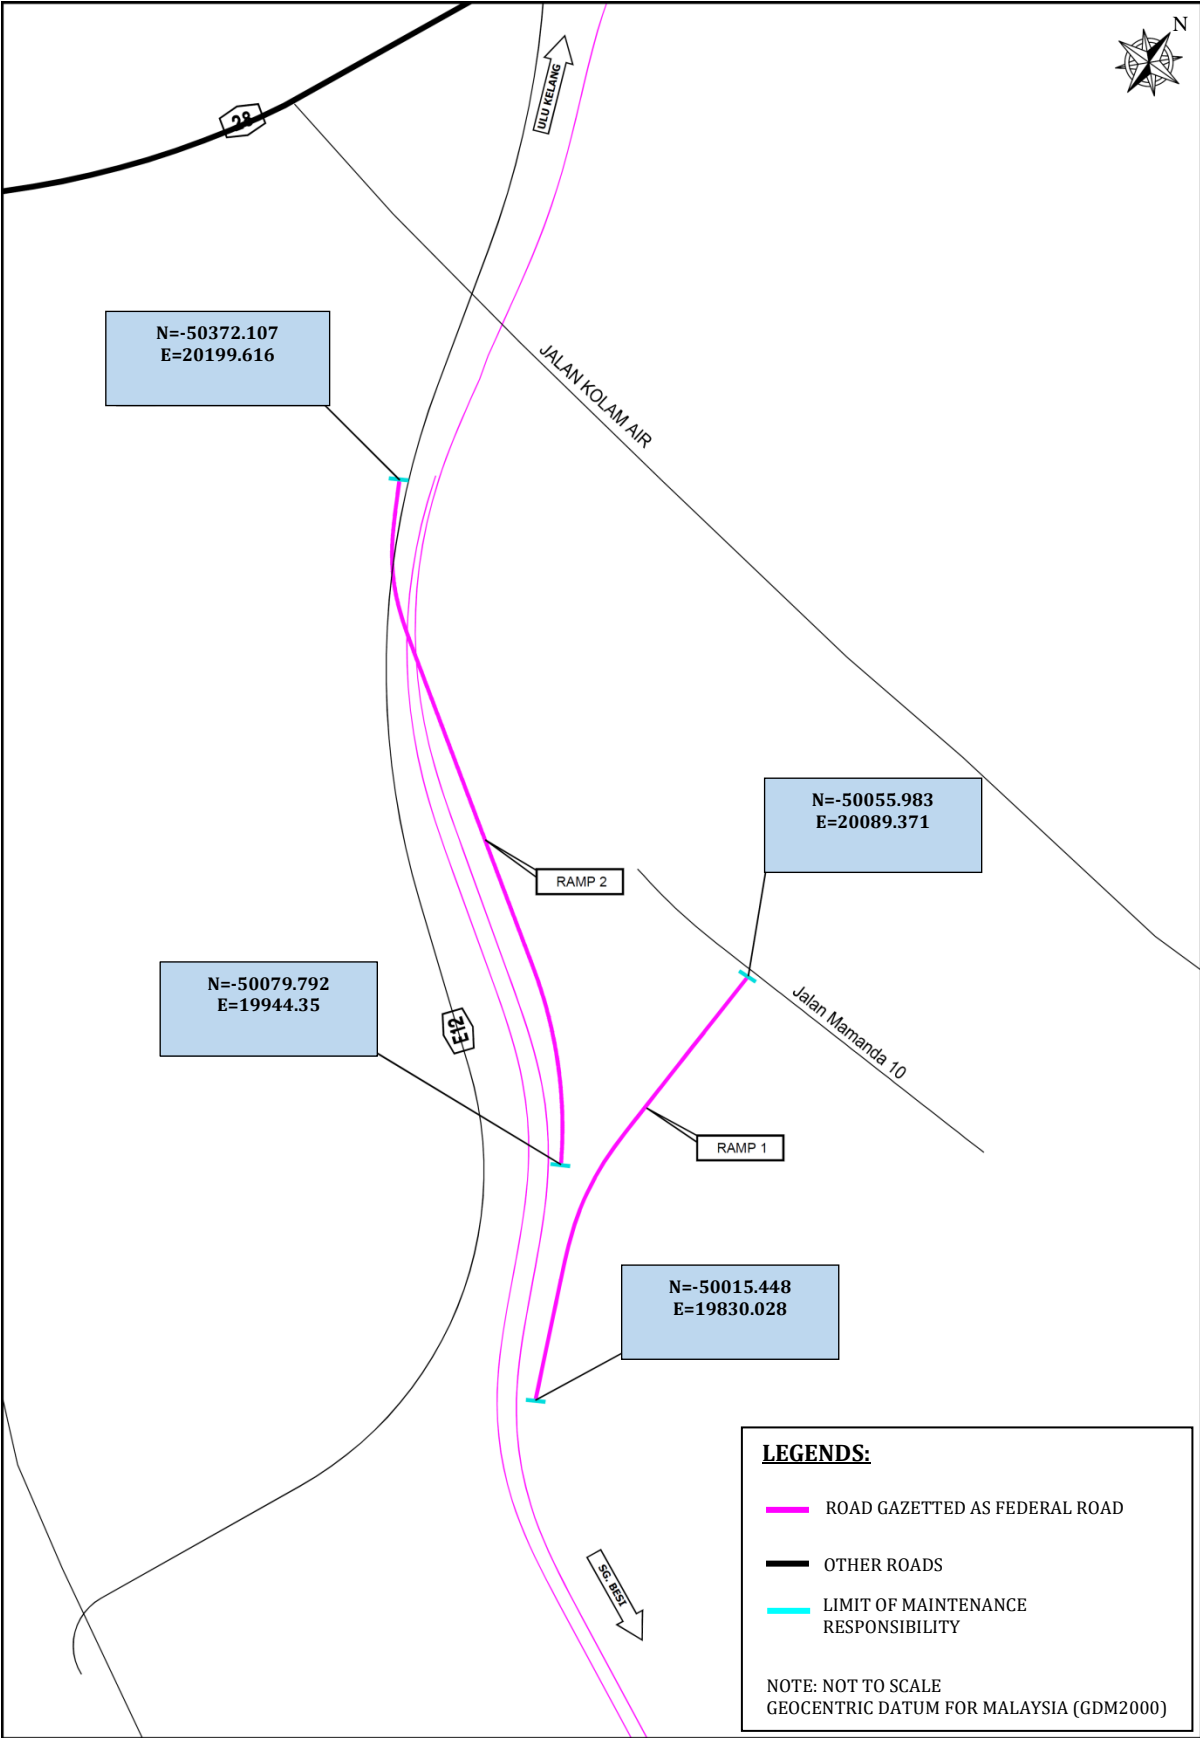 N
28
ULU KELANG
N=-50372.107
E=20199.616
JALAN KOLAM AIR
N=-50055.983
E=20089.371
RAMP 2
N=-50079.792
E=19944.35
E12
Jalan Mamanda 10
RAMP 1
N=-50015.448
E=19830.028
SG. BESI
LEGENDS:
ROAD GAZETTED AS FEDERAL ROAD
OTHER ROADS
LIMIT OF MAINTENANCE
RESPONSIBILITY
NOTE: NOT TO SCALE
GEOCENTRIC DATUM FOR MALAYSIA (GDM2000)